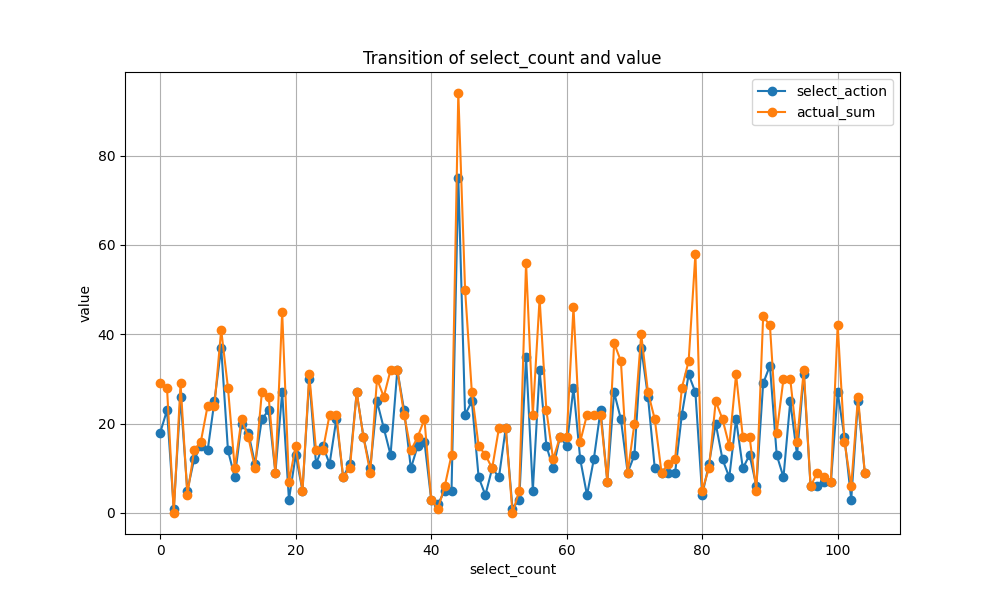 Transition of select_count and value
select_action
actual_sum
80
60
40
20
0
value
0 20 40 60 80 100
select_count